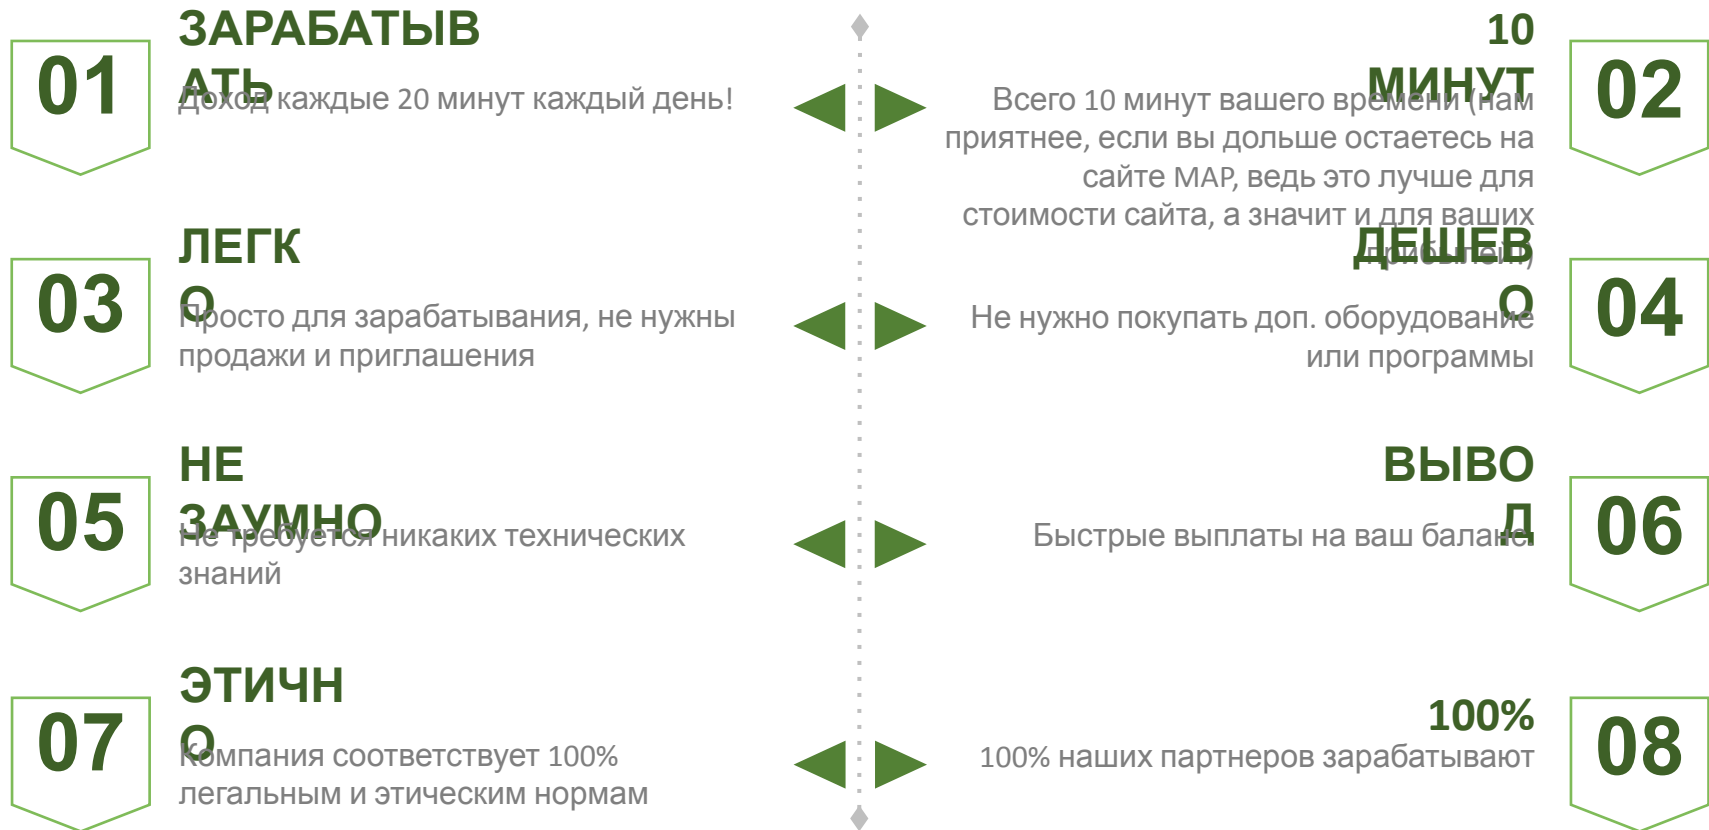 01
ЗАРАБАТЫВ
АТЬ
Доход каждые 20 минут каждый день!
02
10
МИНУТ
Всего 10 минут вашего времени (нам
приятнее, если вы дольше остаетесь на
сайте MAP, ведь это лучше для
стоимости сайта, а значит и для ваших
прибылей!)
03
ЛЕГК
О
Просто для зарабатывания, не нужны
продажи и приглашения
04
ДЕШЕВ
О
Не нужно покупать доп. оборудование
или программы
05
НЕ
ЗАУМНО
Не требуется никаких технических
знаний
06
ВЫВО
Д
Быстрые выплаты на ваш баланс.
07
ЭТИЧН
О
Компания соответствует 100%
легальным и этическим нормам
08
100%
100% наших партнеров зарабатывают